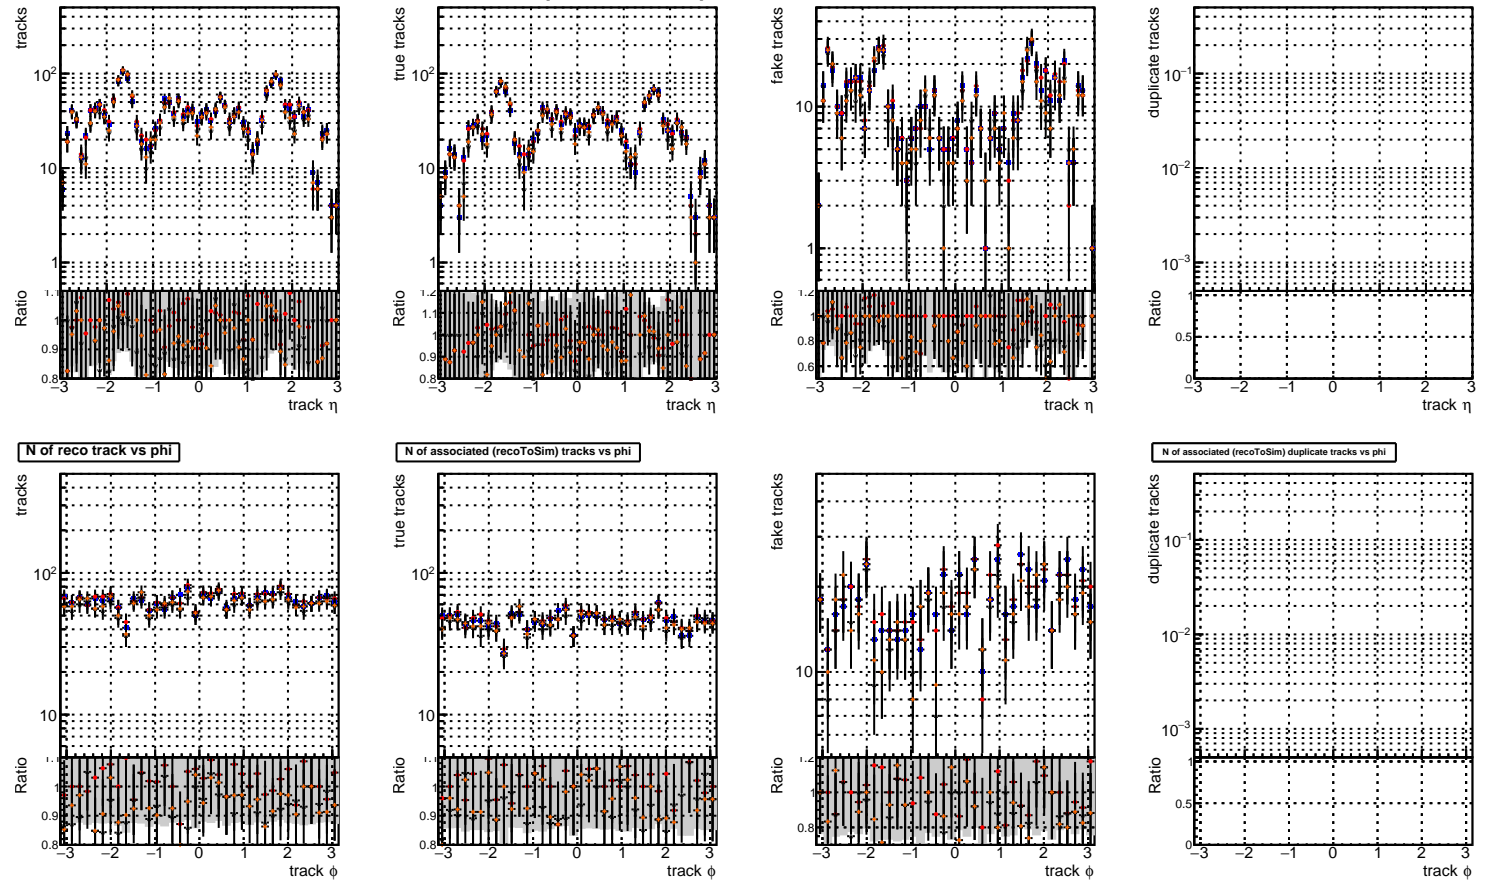 tracks
10²
10
1
Ratio
1.1
1
0.9
0.8
−3 −2 −1 0 1 2 3
track η
true tracks
10²
10
1
Ratio
1.2
1.1
1
0.9
0.8
−3 −2 −1 0 1 2 3
track η
fake tracks
10
1
Ratio
1.2
1
0.8
0.6
−3 −2 −1 0 1 2 3
track η
duplicate tracks
10⁻¹
10⁻²
10⁻³
Ratio
1
0.5
0
−3 −2 −1 0 1 2 3
track η
N of reco track vs phi
tracks
10²
10
Ratio
1.1
1
0.9
0.8
−3 −2 −1 0 1 2 3
track ϕ
N of associated (recoToSim) tracks vs phi
true tracks
10²
10
Ratio
1
0.9
0.8
−3 −2 −1 0 1 2 3
track ϕ
fake tracks
10
Ratio
1.2
1
0.8
−3 −2 −1 0 1 2 3
track ϕ
N of associated (recoToSim) duplicate tracks vs phi
duplicate tracks
10⁻¹
10⁻²
10⁻³
Ratio
1
0.5
0
−3 −2 −1 0 1 2 3
track ϕ